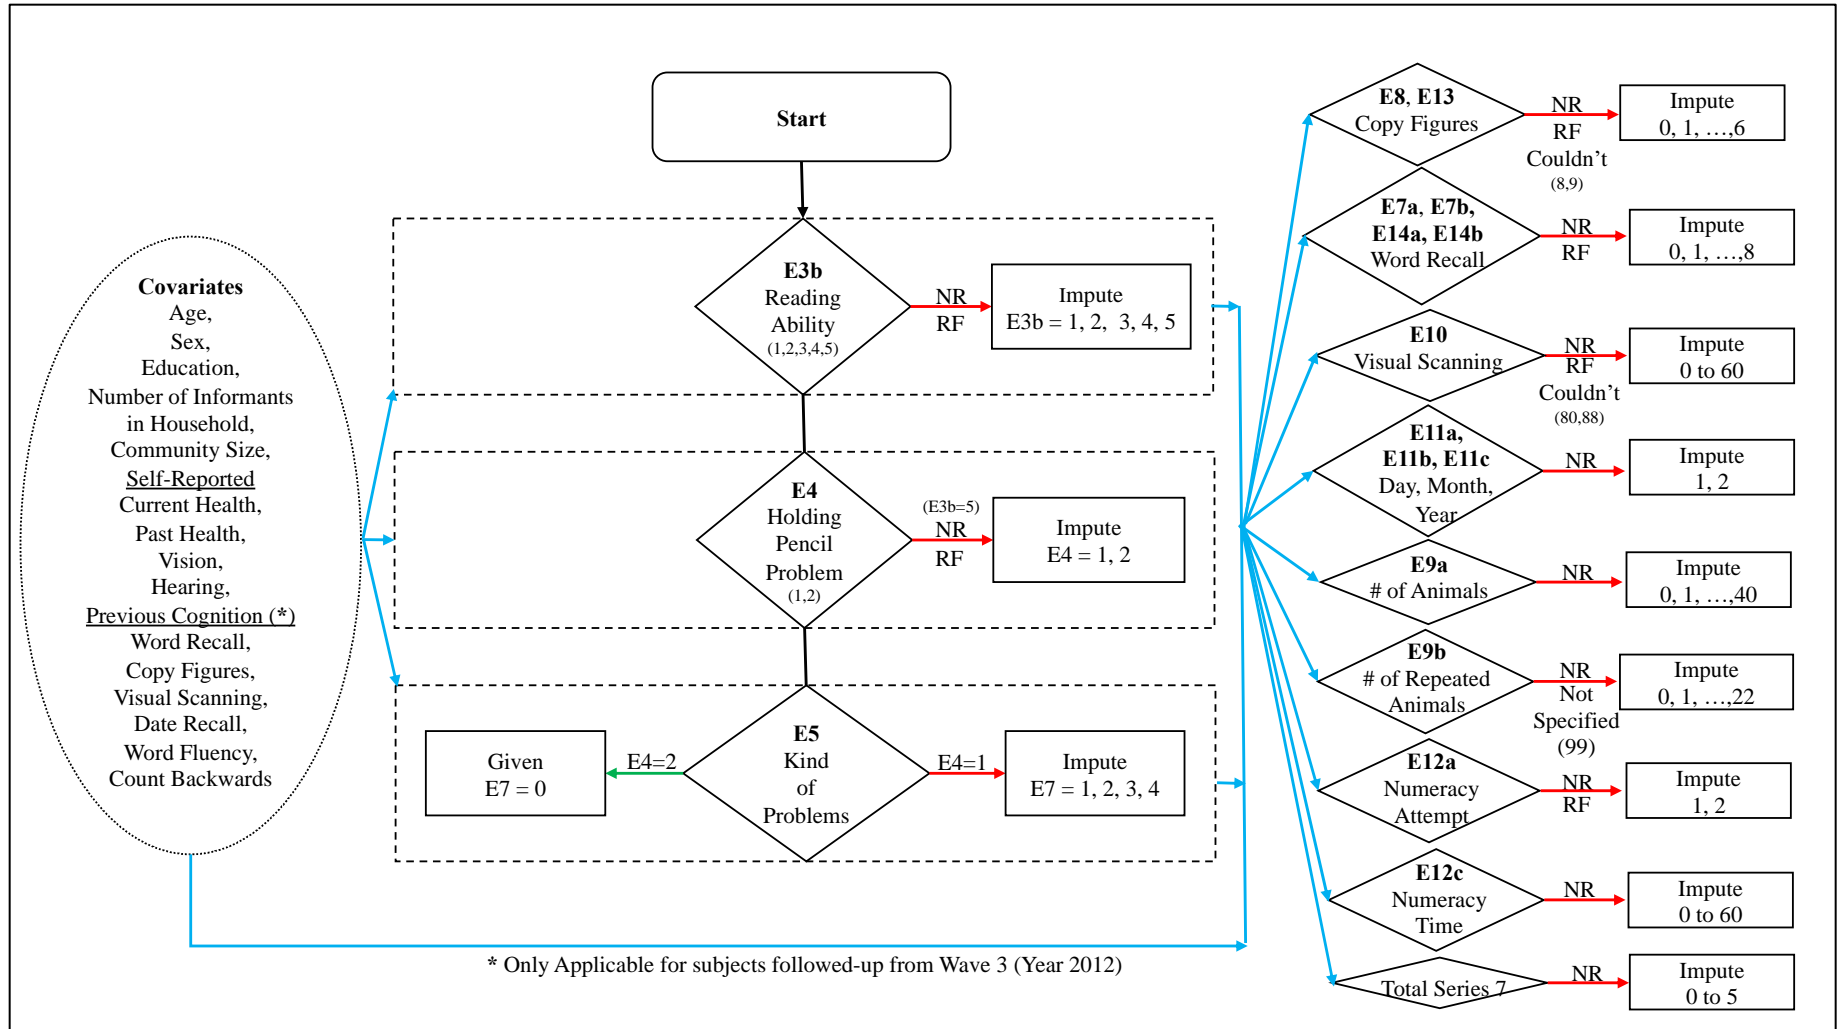 Start
Covariates
Age,
Sex,
Education,
Number of Informants
in Household,
Community Size,
Self-Reported
Current Health,
Past Health,
Vision,
Hearing,
Previous Cognition (*)
Word Recall,
Copy Figures,
Visual Scanning,
Date Recall,
Word Fluency,
Count Backwards
E3b
Reading
Ability
(1,2,3,4,5)
NR
RF
Impute
E3b = 1, 2, 3, 4, 5
E4
Holding
Pencil
Problem
(1,2)
(E3b=5)
NR
RF
Impute
E4 = 1, 2
Given
E7 = 0
E4=2
E5
Kind
of
Problems
E4=1
Impute
E7 = 1, 2, 3, 4
* Only Applicable for subjects followed-up from Wave 3 (Year 2012)
E8, E13
Copy Figures
NR
RF
Couldn't
(8,9)
Impute
0, 1, …,6
E7a, E7b,
E14a, E14b
Word Recall
NR
RF
Impute
0, 1, …,8
E10
Visual Scanning
NR
RF
Couldn't
(80,88)
Impute
0 to 60
E11a,
E11b, E11c
Day, Month,
Year
NR
Impute
1, 2
E9a
# of Animals
NR
Impute
0, 1, …,40
E9b
# of Repeated
Animals
NR
Not
Specified
(99)
Impute
0, 1, …,22
E12a
Numeracy
Attempt
NR
RF
Impute
1, 2
E12c
Numeracy
Time
NR
Impute
0 to 60
Total Series 7
NR
Impute
0 to 5